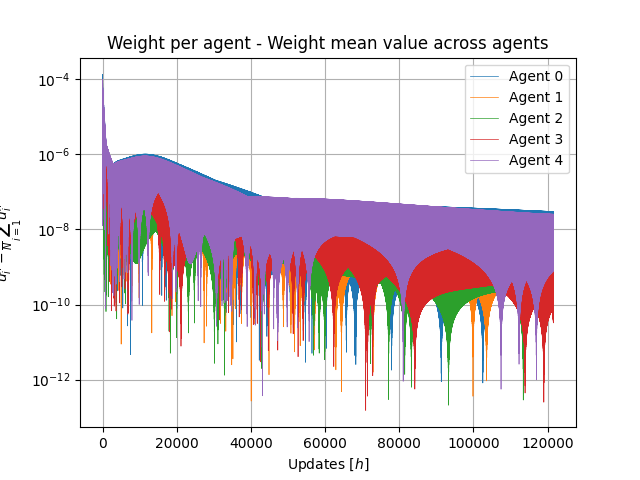 Weight per agent - Weight mean value across agents
Agent 0
Agent 1
Agent 2
Agent 3
Agent 4
10⁻⁴
10⁻⁶
10⁻⁸
10⁻¹⁰
10⁻¹²
0
20000
40000
60000
80000
100000
120000
Updates [h]